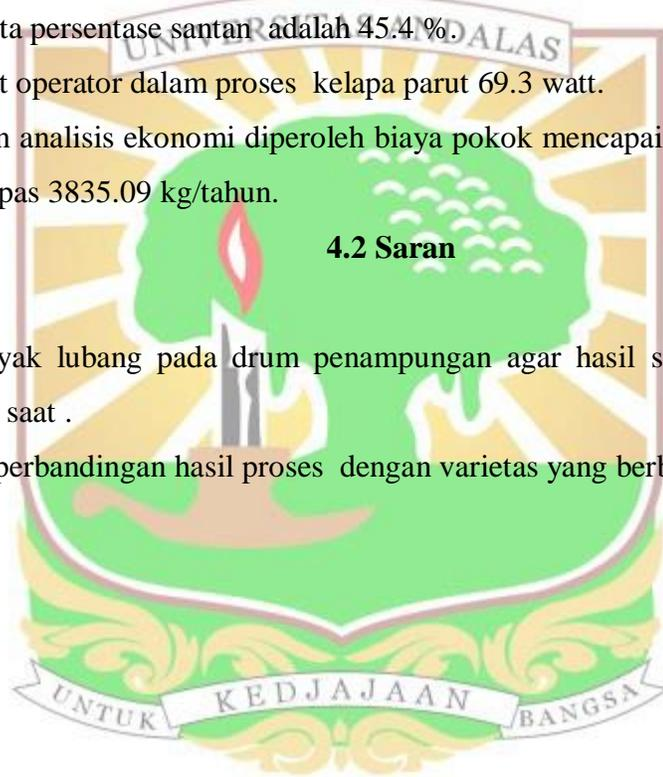 ta persentase santan adalah 45.4 %.
UNIVERSITAS ANDALAS
t operator dalam proses kelapa parut 69.3 watt.
n analisis ekonomi diperoleh biaya pokok mencapai
pas 3835.09 kg/tahun.
4.2 Saran
yak lubang pada drum penampungan agar hasil s
saat .
perbandingan hasil proses dengan varietas yang berb
UNTUK KEDJAJAAN BANGSA